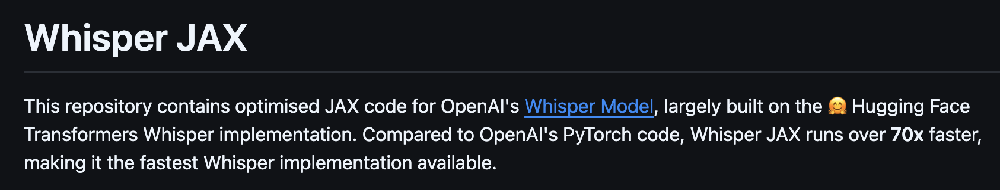 Whisper JAX
This repository contains optimised JAX code for OpenAI's Whisper Model, largely built on the 🤗 Hugging Face
Transformers Whisper implementation. Compared to OpenAI's PyTorch code, Whisper JAX runs over 70x faster,
making it the fastest Whisper implementation available.